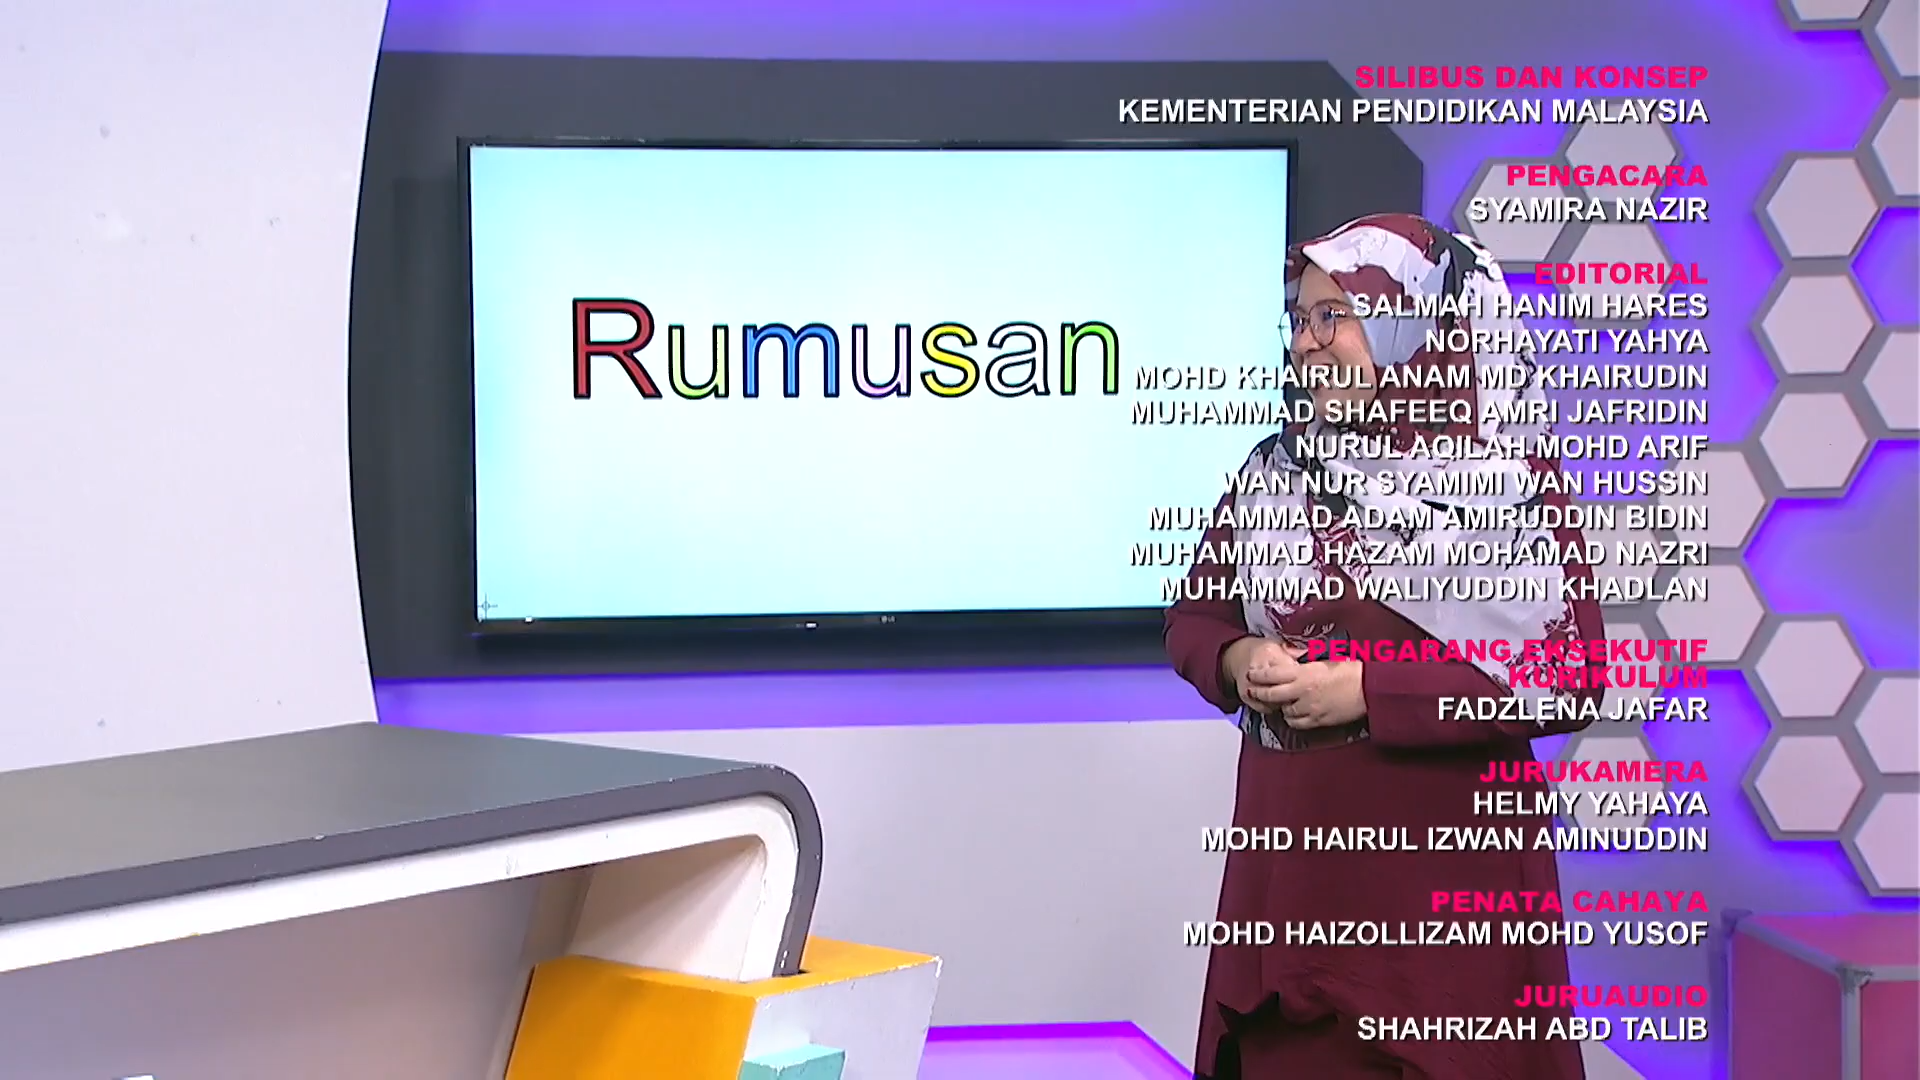 Rumusan
SILIBUS DAN KONSEP
KEMENTERIAN PENDIDIKAN MALAYSIA
PENGACARA
SYAMIRA NAZIR
EDITORIAL
SALMAH HANIM HARES
NORHAYATI YAHYA
MOHD KHAIRUL ANAM MD KHAIRUDIN
MUHAMMAD SHAFEEQ AMRI JAFRIDIN
NURUL AQILAH MOHD ARIF
WAN NUR SYAMIMI WAN HUSSIN
MUHAMMAD ADAM AMIRUDDIN BIDIN
MUHAMMAD HAZAM MOHAMAD NAZRI
MUHAMMAD WALIYUDDIN KHADLAN
PENGARANG EKSEKUTIF
KURIKULUM
FADZLENA JAFAR
JURUKAMERA
HELMY YAHAYA
MOHD HAIRUL IZWAN AMINUDDIN
PENATA CAHAYA
MOHD HAIZOLLIZAM MOHD YUSOF
JURUAUDIO
SHAHRIZAH ABD TALIB